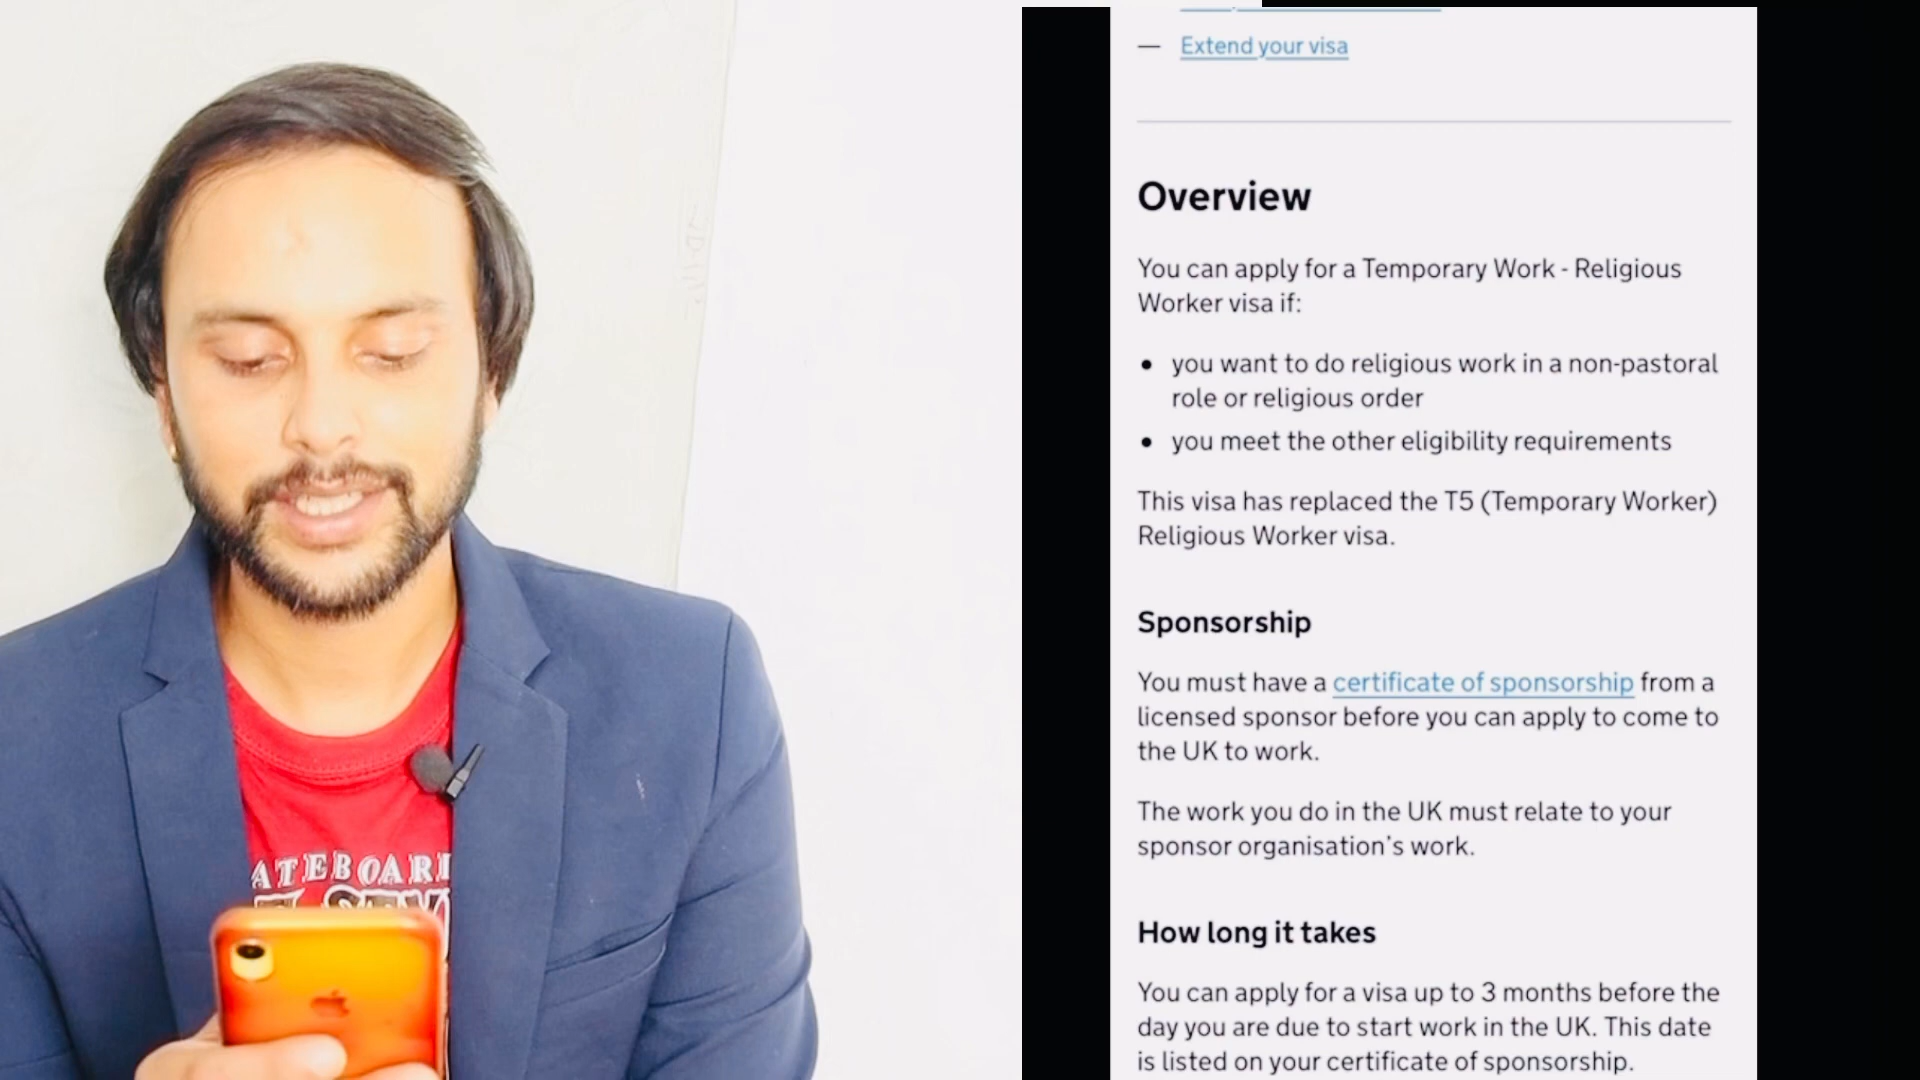 — Extend your visa
Overview
You can apply for a Temporary Work - Religious
Worker visa if:
• you want to do religious work in a non-pastoral
role or religious order
• you meet the other eligibility requirements
This visa has replaced the T5 (Temporary Worker)
Religious Worker visa.
Sponsorship
You must have a certificate of sponsorship from a
licensed sponsor before you can apply to come to
the UK to work.
The work you do in the UK must relate to your
sponsor organisation's work.
How long it takes
You can apply for a visa up to 3 months before the
day you are due to start work in the UK. This date
is listed on your certificate of sponsorship.
ATEBOAR